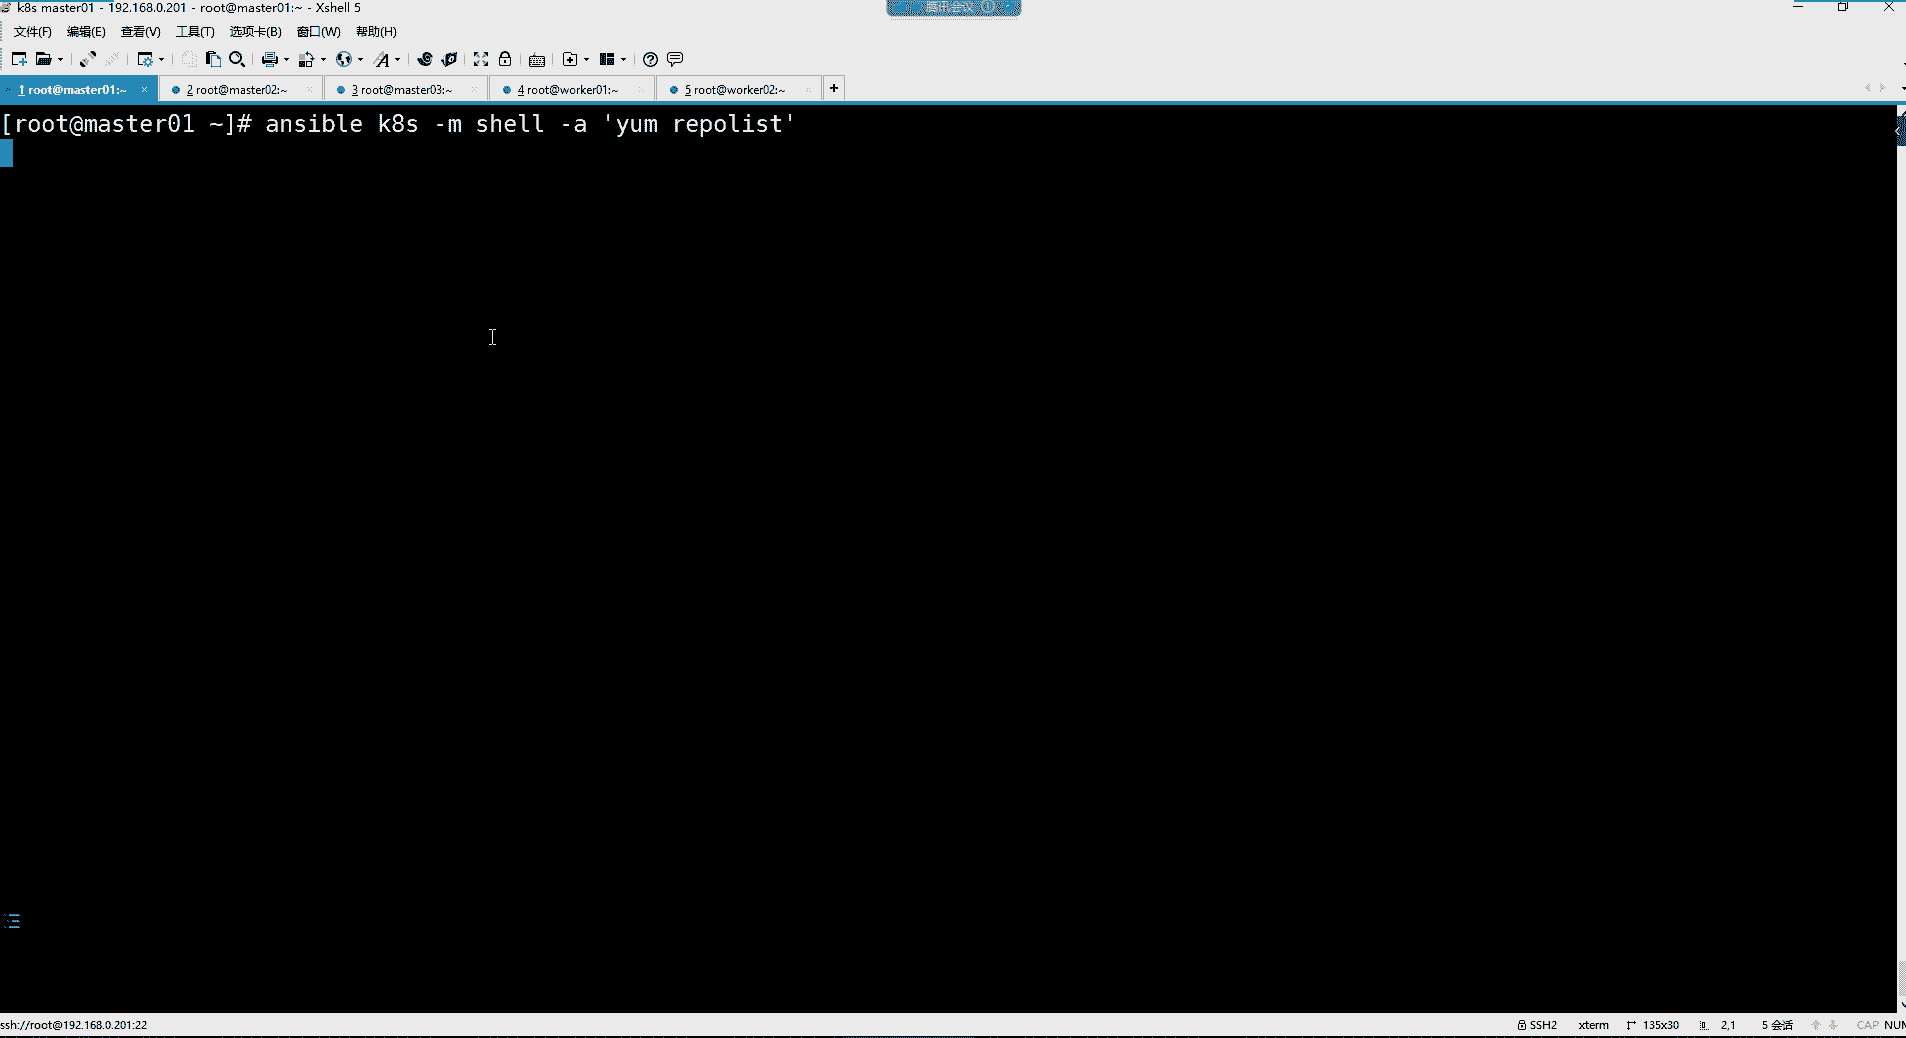 k8s master01 - 192.168.0.201 - root@master01:~ - Xshell 5
腾讯会议
文件(F) 编辑(E) 查看(V) 工具(T) 选项卡(B) 窗口(W) 帮助(H)
1 root@master01:~ 2 root@master02:~ 3 root@master03:~ 4 root@worker01:~ 5 root@worker02:~
[root@master01 ~]# ansible k8s -m shell -a 'yum repolist'
ssh://root@192.168.0.201:22 SSH2 xterm 135x30 2,1 5 会话 CAP NUM